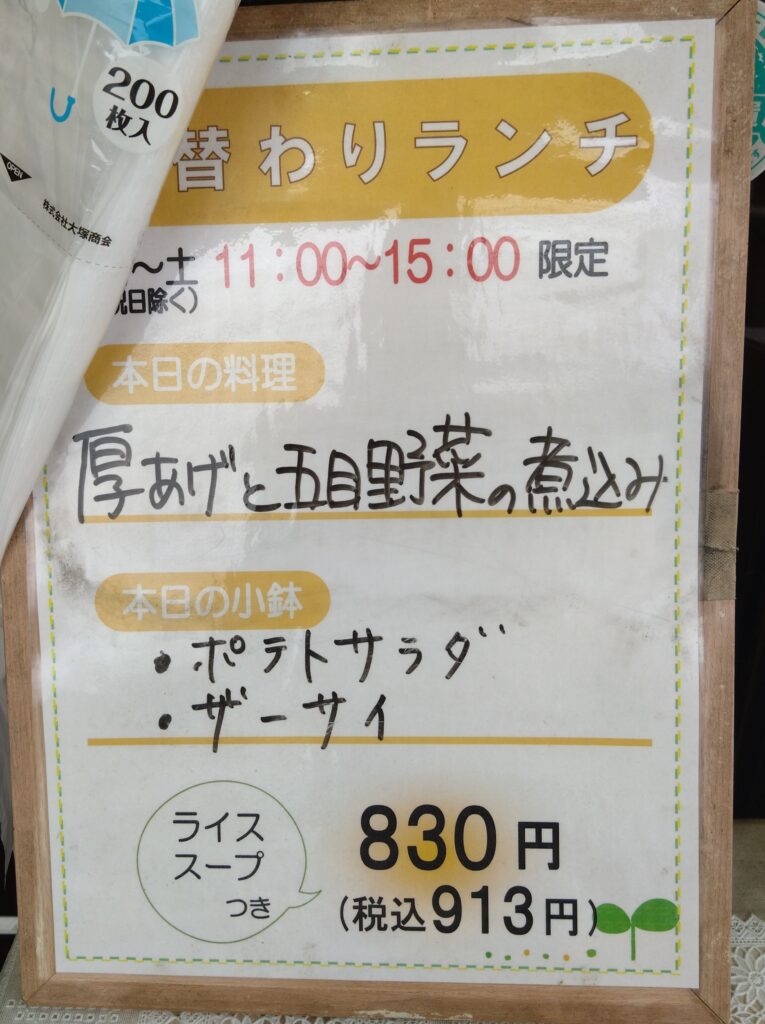 200
枚入
OPEN
株式会社大塚商会
替わりランチ
~土 11:00~15:00 限定
祝日除く)
本日の料理
厚あげと五目野菜の煮込み
本日の小鉢
・ポテトサラダ
・ザーサイ
ライス
スープ
つき
830円
(税込913円)